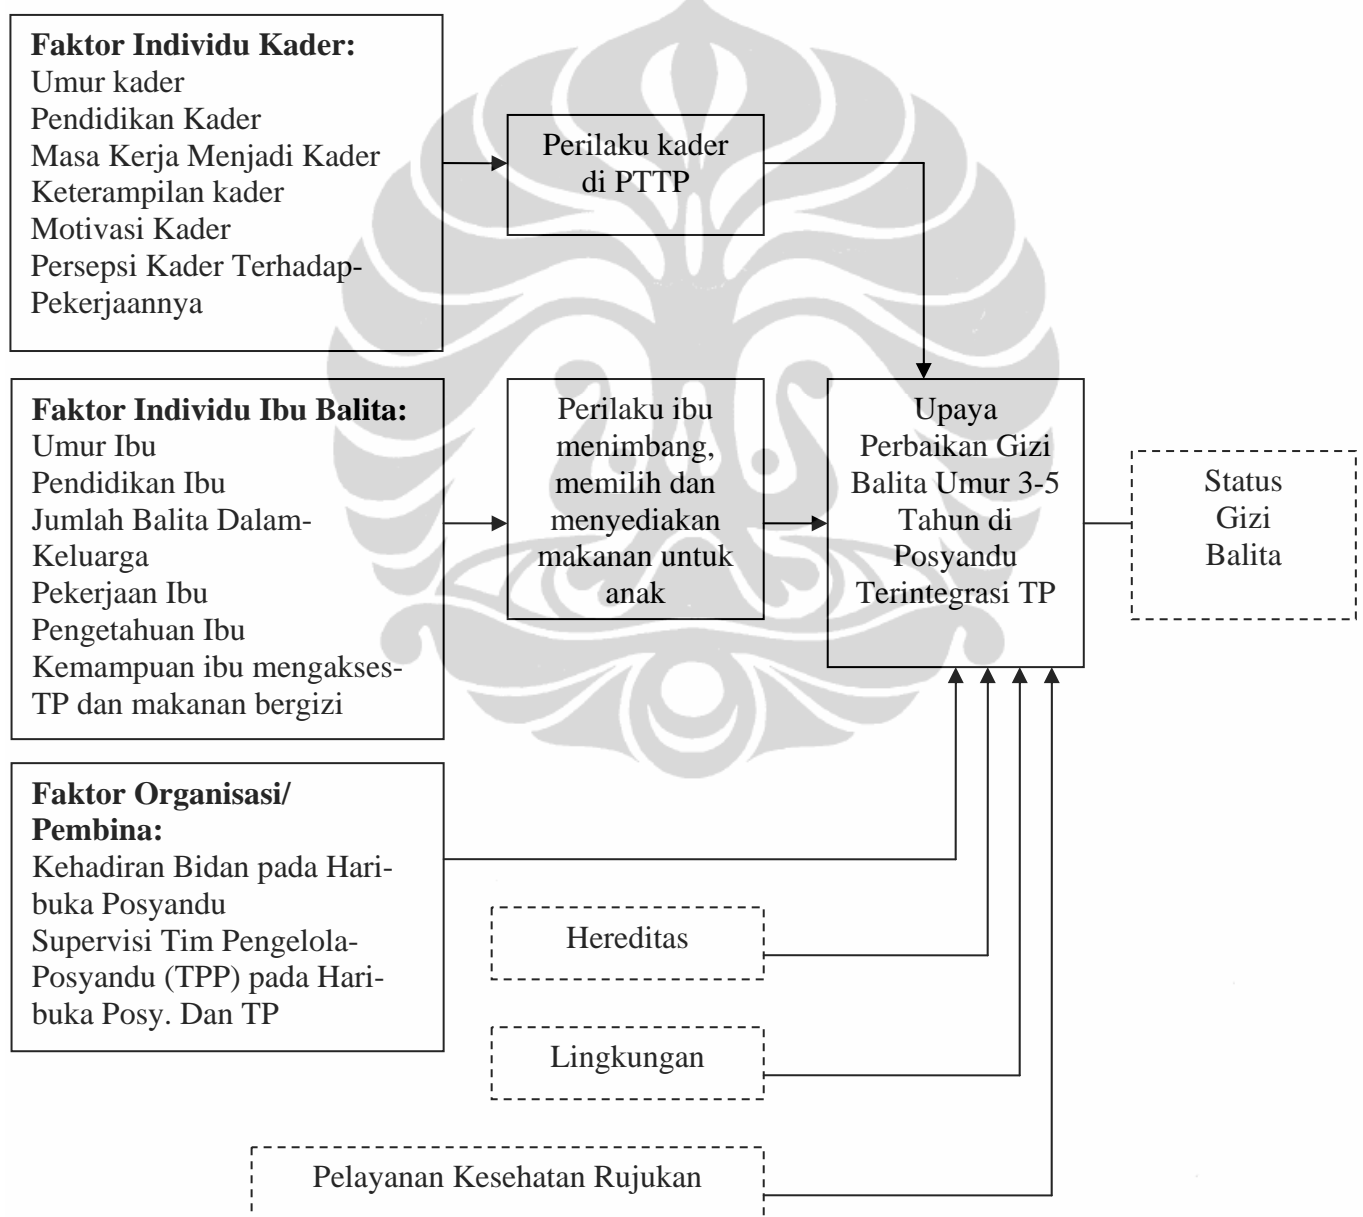 Faktor Individu Kader:
Umur kader
Pendidikan Kader
Masa Kerja Menjadi Kader
Keterampilan kader
Motivasi Kader
Persepsi Kader Terhadap-
Pekerjaannya
Perilaku kader
di PTTP
Faktor Individu Ibu Balita:
Umur Ibu
Pendidikan Ibu
Jumlah Balita Dalam-
Keluarga
Pekerjaan Ibu
Pengetahuan Ibu
Kemampuan ibu mengakses-
TP dan makanan bergizi
Perilaku ibu
menimbang,
memilih dan
menyediakan
makanan untuk
anak
Upaya
Perbaikan Gizi
Balita Umur 3-5
Tahun di
Posyandu
Terintegrasi TP
Status
Gizi
Balita
Faktor Organisasi/
Pembina:
Kehadiran Bidan pada Hari-
buka Posyandu
Supervisi Tim Pengelola-
Posyandu (TPP) pada Hari-
buka Posy. Dan TP
Hereditas
Lingkungan
Pelayanan Kesehatan Rujukan